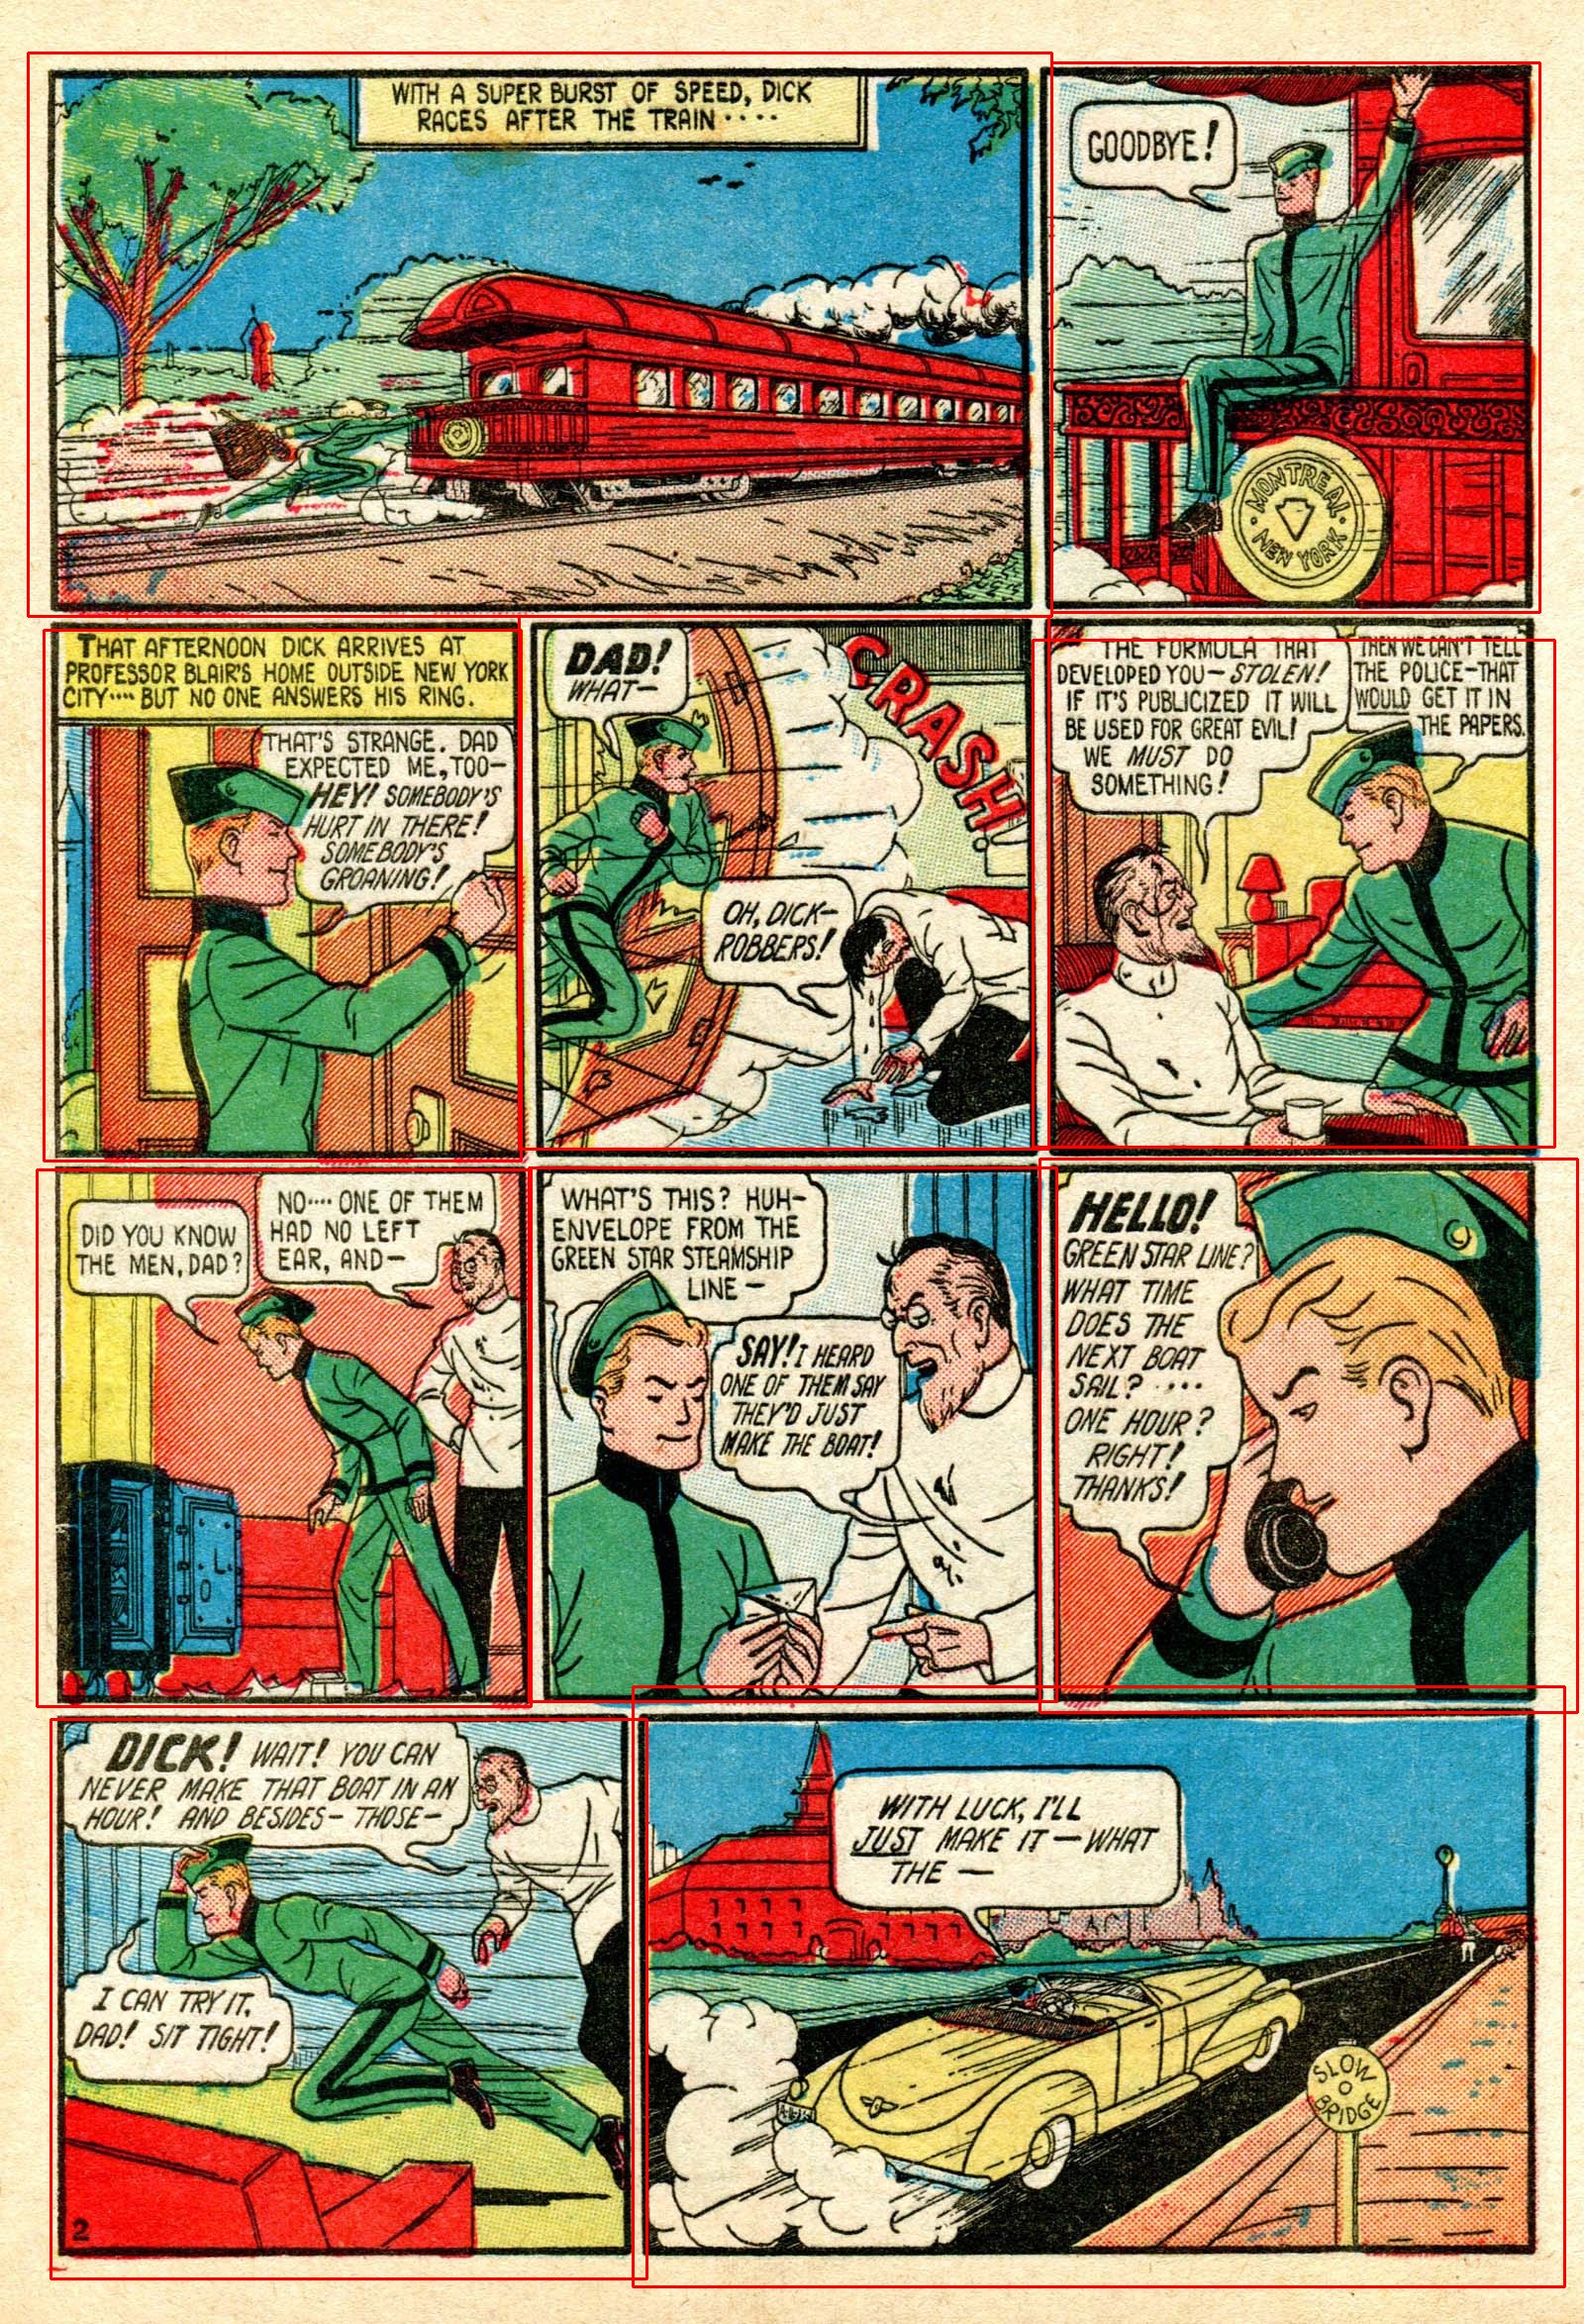 WITH A SUPER BURST OF SPEED, DICK
RACES AFTER THE TRAIN ····
GOODBYE!
MONTREAL
NEW YORK
THAT AFTERNOON DICK ARRIVES AT
PROFESSOR BLAIR'S HOME OUTSIDE NEW YORK
CITY···· BUT NO ONE ANSWERS HIS RING.
THAT'S STRANGE. DAD
EXPECTED ME, TOO—
HEY! SOMEBODY'S
HURT IN THERE!
SOMEBODY'S
GROANING!
DAD!
WHAT—
CRASH!
OH, DICK—
ROBBERS!
THE FORMULA THAT
DEVELOPED YOU— STOLEN!
IF IT'S PUBLICIZED IT WILL
BE USED FOR GREAT EVIL!
WE MUST DO
SOMETHING!
THEN WE CAN'T TELL
THE POLICE—THAT
WOULD GET IT IN
THE PAPERS.
DID YOU KNOW
THE MEN, DAD?
NO···· ONE OF THEM
HAD NO LEFT
EAR, AND—
WHAT'S THIS? HUH—
ENVELOPE FROM THE
GREEN STAR STEAMSHIP
LINE —
SAY! I HEARD
ONE OF THEM SAY
THEY'D JUST
MAKE THE BOAT!
HELLO!
GREEN STAR LINE?
WHAT TIME
DOES THE
NEXT BOAT
SAIL? ····
ONE HOUR?
RIGHT!
THANKS!
DICK! WAIT! YOU CAN
NEVER MAKE THAT BOAT IN AN
HOUR! AND BESIDES— THOSE—
I CAN TRY IT,
DAD! SIT TIGHT!
2
WITH LUCK, I'LL
JUST MAKE IT — WHAT
THE —
SLOW
BRIDGE